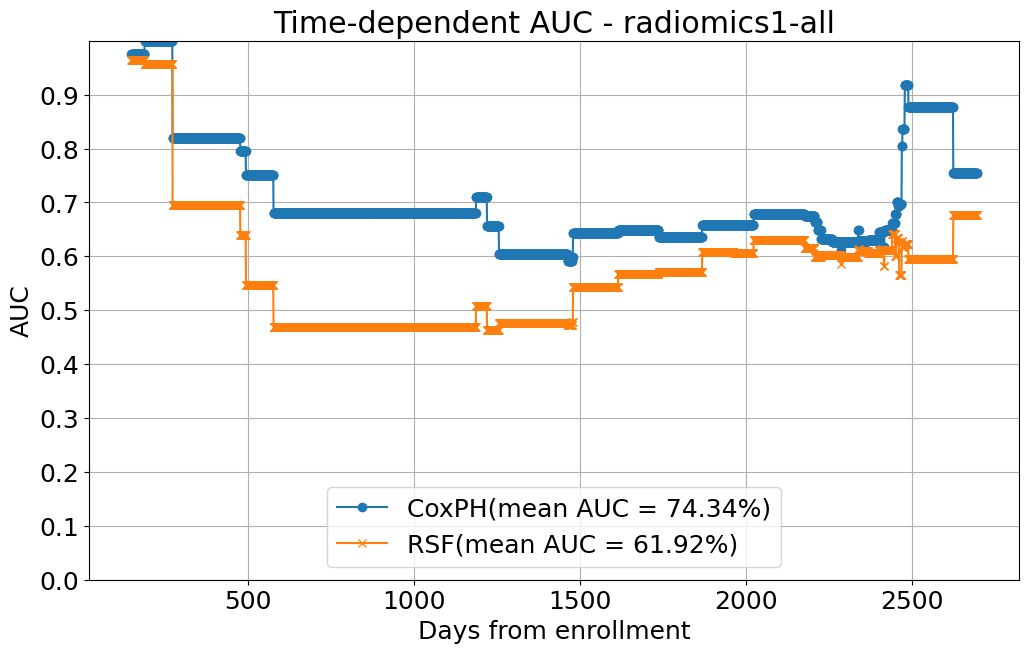 Time-dependent AUC - radiomics1-all
AUC
0.9
0.8
0.7
0.6
0.5
0.4
0.3
0.2
0.1
0.0
CoxPH(mean AUC = 74.34%)
RSF(mean AUC = 61.92%)
500 1000 1500 2000 2500
Days from enrollment